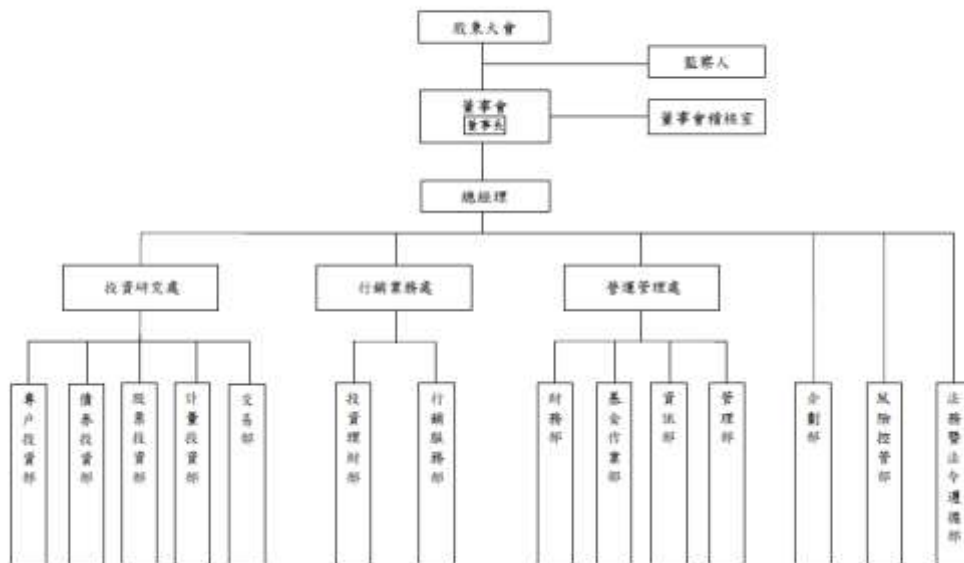 股東大會
監察人
董事會
董事長
董事會稽核室
總經理
投資研究處
行銷業務處
營運管理處
專戶投資部
債券投資部
股票投資部
計量投資部
交易部
投資理財部
行銷服務部
財務部
基金作業部
資訊部
管理部
企劃部
風險控管部
法務暨法令遵循部